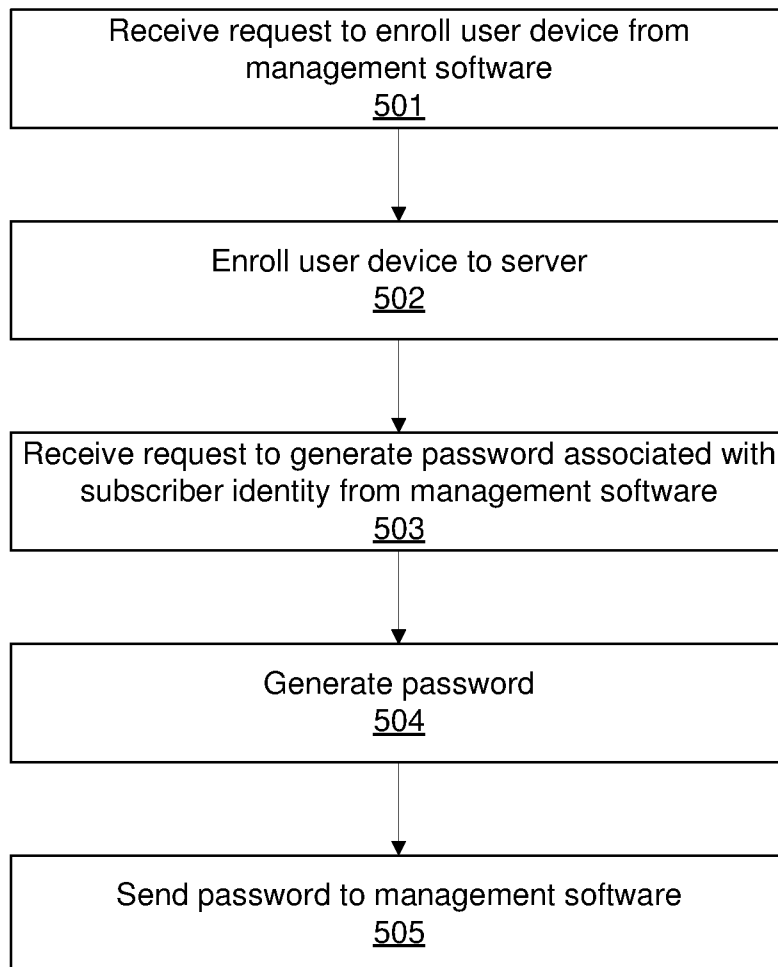 Receive request to enroll user device from
management software
501
Enroll user device to server
502
Receive request to generate password associated with
subscriber identity from management software
503
Generate password
504
Send password to management software
505